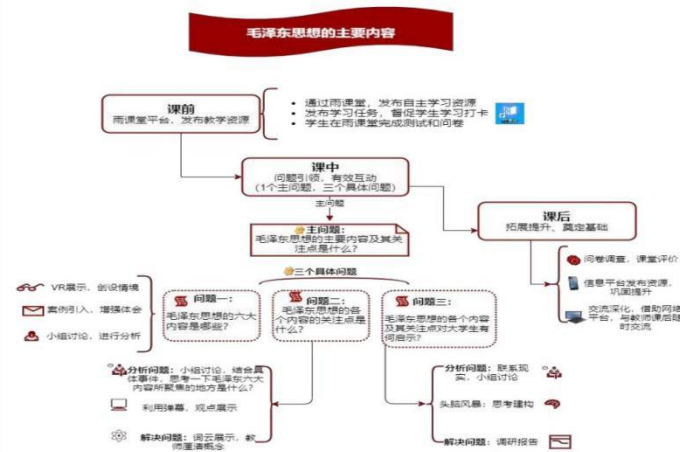 毛泽东思想的主要内容
课前
雨课堂平台，发布教学资源
• 通过雨课堂，发布自主学习资源
• 发布学习任务，督促学生学习打卡
• 学生在雨课堂完成测试和问卷
课中
问题引领，有效互动
(1个主问题，三个具体问题)
主问题
主问题：
毛泽东思想的主要内容及其关
注点是什么？
课后
拓展提升、奠定基础
问卷调查，课堂评价
信息平台发布资源，
巩固提升
交流深化，借助网络
平台，与教师课后随
时交流
三个具体问题
VR展示，创设情境
案例引入，增强体会
小组讨论，进行分析
问题一：
毛泽东思想的六大
内容是哪些？
问题二：
毛泽东思想的各
个内容的关注点是
什么？
问题三：
毛泽东思想的各个内容
及其关注点对大学生有
何启示？
分析问题：小组讨论，结合具
体事件，思考一下毛泽东六大
内容所聚焦的地方是什么？
利用弹幕，观点展示
解决问题：词云展示，教
师厘清概念
分析问题：联系现
实，小组讨论
头脑风暴：思考建构
解决问题：调研报告